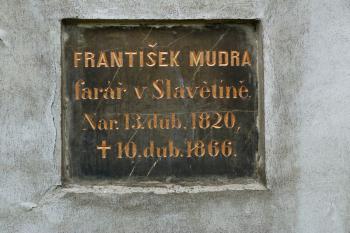 FRANTIŠEK MUDRA
farář v Slavětíně.
Nar. 13. dub. 1820,
✝ 10. dub. 1866.